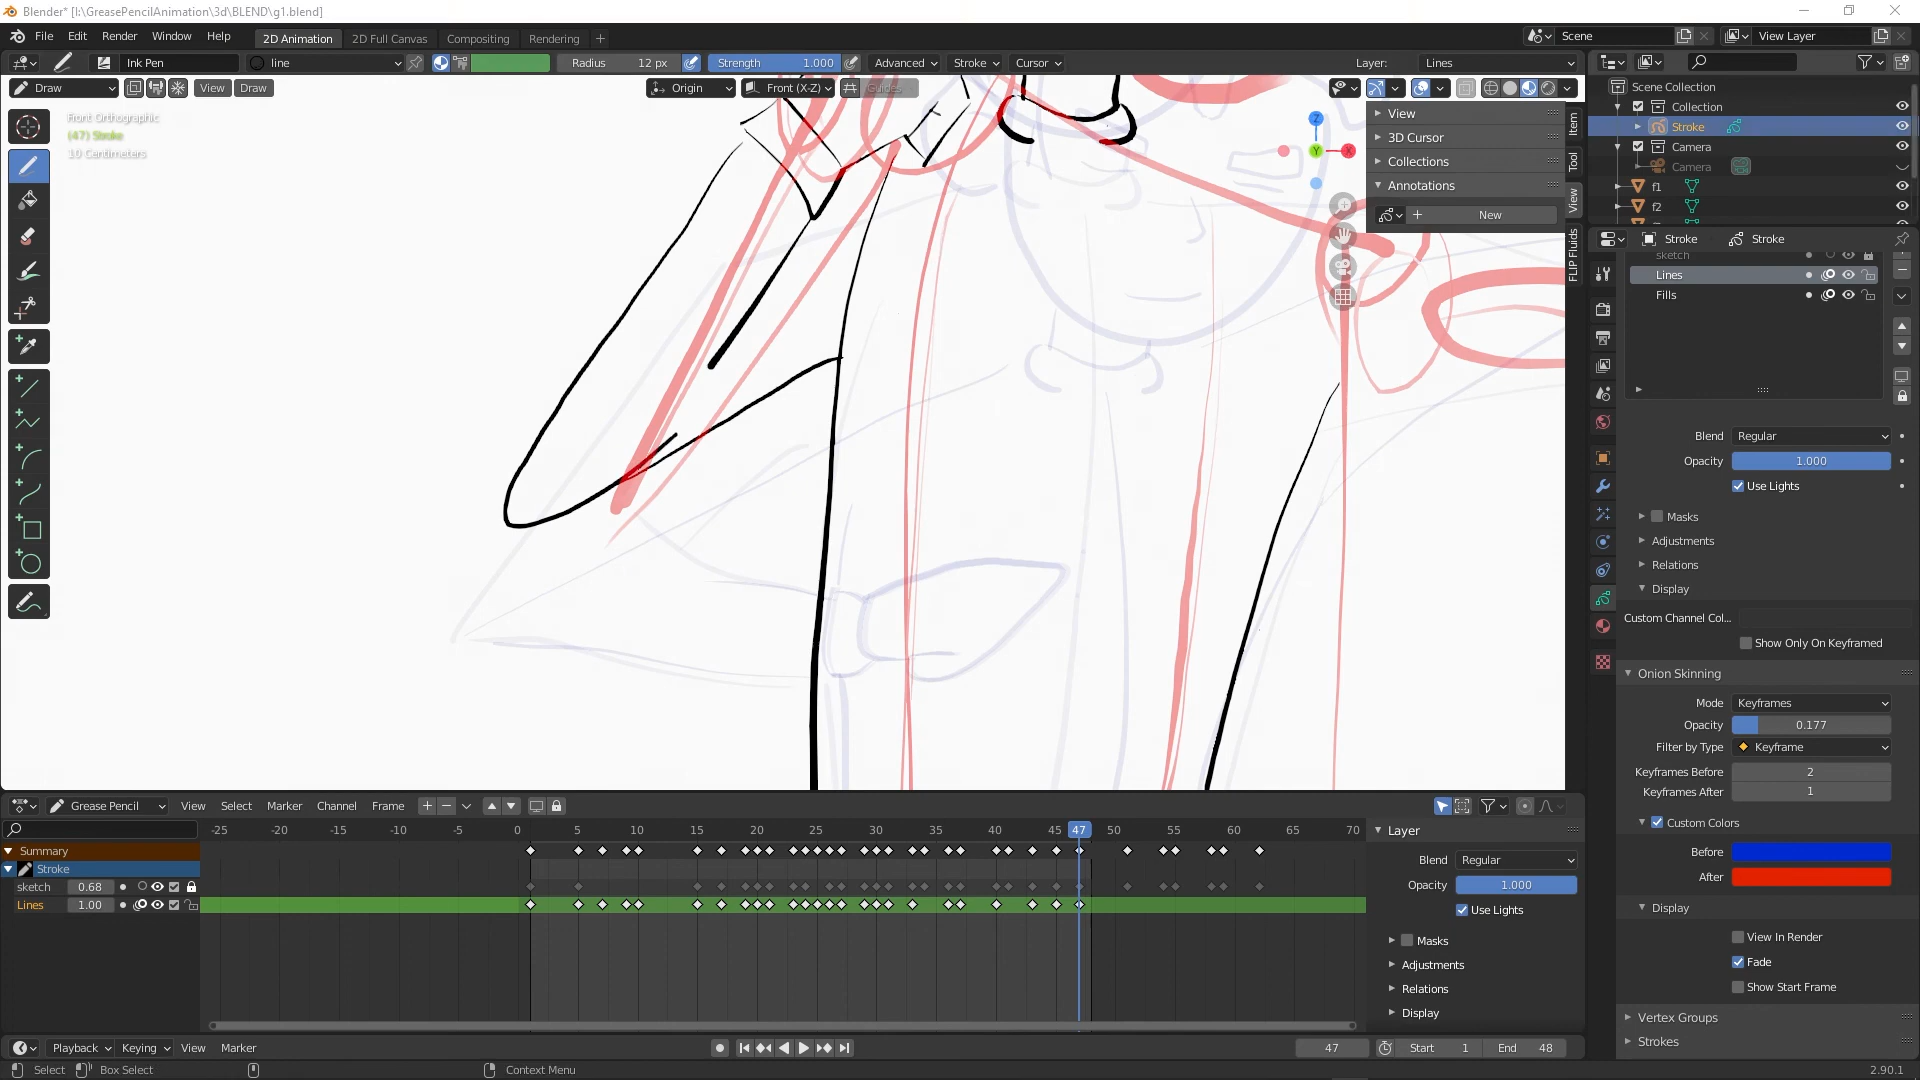 Blender* [I:\GreasePencilAnimation\3d\BLEND\g1.blend]
File Edit Render Window Help 2D Animation 2D Full Canvas Compositing Rendering + Scene View Layer
Ink Pen line Radius 12 px Strength 1.000 Advanced Stroke Cursor Layer: Lines
Draw View Draw Origin Front (X-Z) Guides
Front Orthographic
(47) Stroke
10 Centimeters
Z
Y
X
View
3D Cursor
Collections
Annotations
+ New
Item
Tool
View
FLIP Fluids
Scene Collection
Collection
Stroke
Camera
Camera
f1
f2
Stroke Stroke
sketch
Lines
Fills
Blend Regular
Opacity 1.000
Use Lights
Masks
Adjustments
Relations
Display
Custom Channel Col...
Show Only On Keyframed
Onion Skinning
Mode Keyframes
Opacity 0.177
Filter by Type Keyframe
Keyframes Before 2
Keyframes After 1
Custom Colors
Before
After
Display
View In Render
Fade
Show Start Frame
Vertex Groups
Strokes
Grease Pencil View Select Marker Channel Frame
-25 -20 -15 -10 -5 0 5 10 15 20 25 30 35 40 45 47 50 55 60 65 70
Summary
Stroke
sketch 0.68
Lines 1.00
Layer
Blend Regular
Opacity 1.000
Use Lights
Masks
Adjustments
Relations
Display
Playback Keying View Marker 47 Start 1 End 48
Select Box Select Context Menu 2.90.1